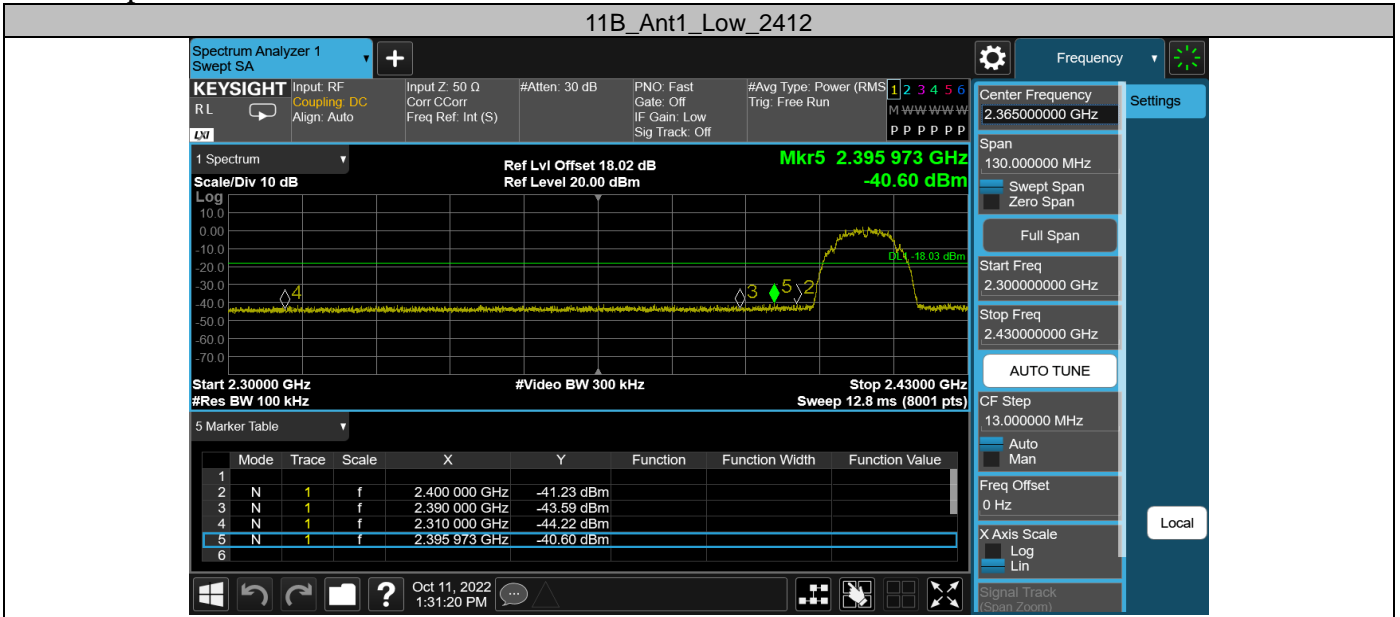 11B_Ant1_Low_2412
Spectrum Analyzer 1
Swept SA
+
Frequency
KEYSIGHT
RL
LXI
Input: RF
Coupling: DC
Align: Auto
Input Z: 50 Ω
Corr CCorr
Freq Ref: Int (S)
#Atten: 30 dB
PNO: Fast
Gate: Off
IF Gain: Low
Sig Track: Off
#Avg Type: Power (RMS
Trig: Free Run
1 2 3 4 5 6
M W W W W W
P P P P P P
1 Spectrum
Scale/Div 10 dB
Ref Lvl Offset 18.02 dB
Ref Level 20.00 dBm
Mkr5 2.395 973 GHz
-40.60 dBm
Log
10.0
0.00
-10.0
-20.0
-30.0
-40.0
-50.0
-60.0
-70.0
DL1 -18.03 dBm
4
3
5
2
Start 2.30000 GHz
#Res BW 100 kHz
#Video BW 300 kHz
Stop 2.43000 GHz
Sweep 12.8 ms (8001 pts)
5 Marker Table
Mode Trace Scale X Y Function Function Width Function Value
1
2 N 1 f 2.400 000 GHz -41.23 dBm
3 N 1 f 2.390 000 GHz -43.59 dBm
4 N 1 f 2.310 000 GHz -44.22 dBm
5 N 1 f 2.395 973 GHz -40.60 dBm
6
?
Oct 11, 2022
1:31:20 PM
Center Frequency
2.365000000 GHz
Settings
Span
130.000000 MHz
Swept Span
Zero Span
Full Span
Start Freq
2.300000000 GHz
Stop Freq
2.430000000 GHz
AUTO TUNE
CF Step
13.000000 MHz
Auto
Man
Freq Offset
0 Hz
Local
X Axis Scale
Log
Lin
Signal Track
(Span Zoom)